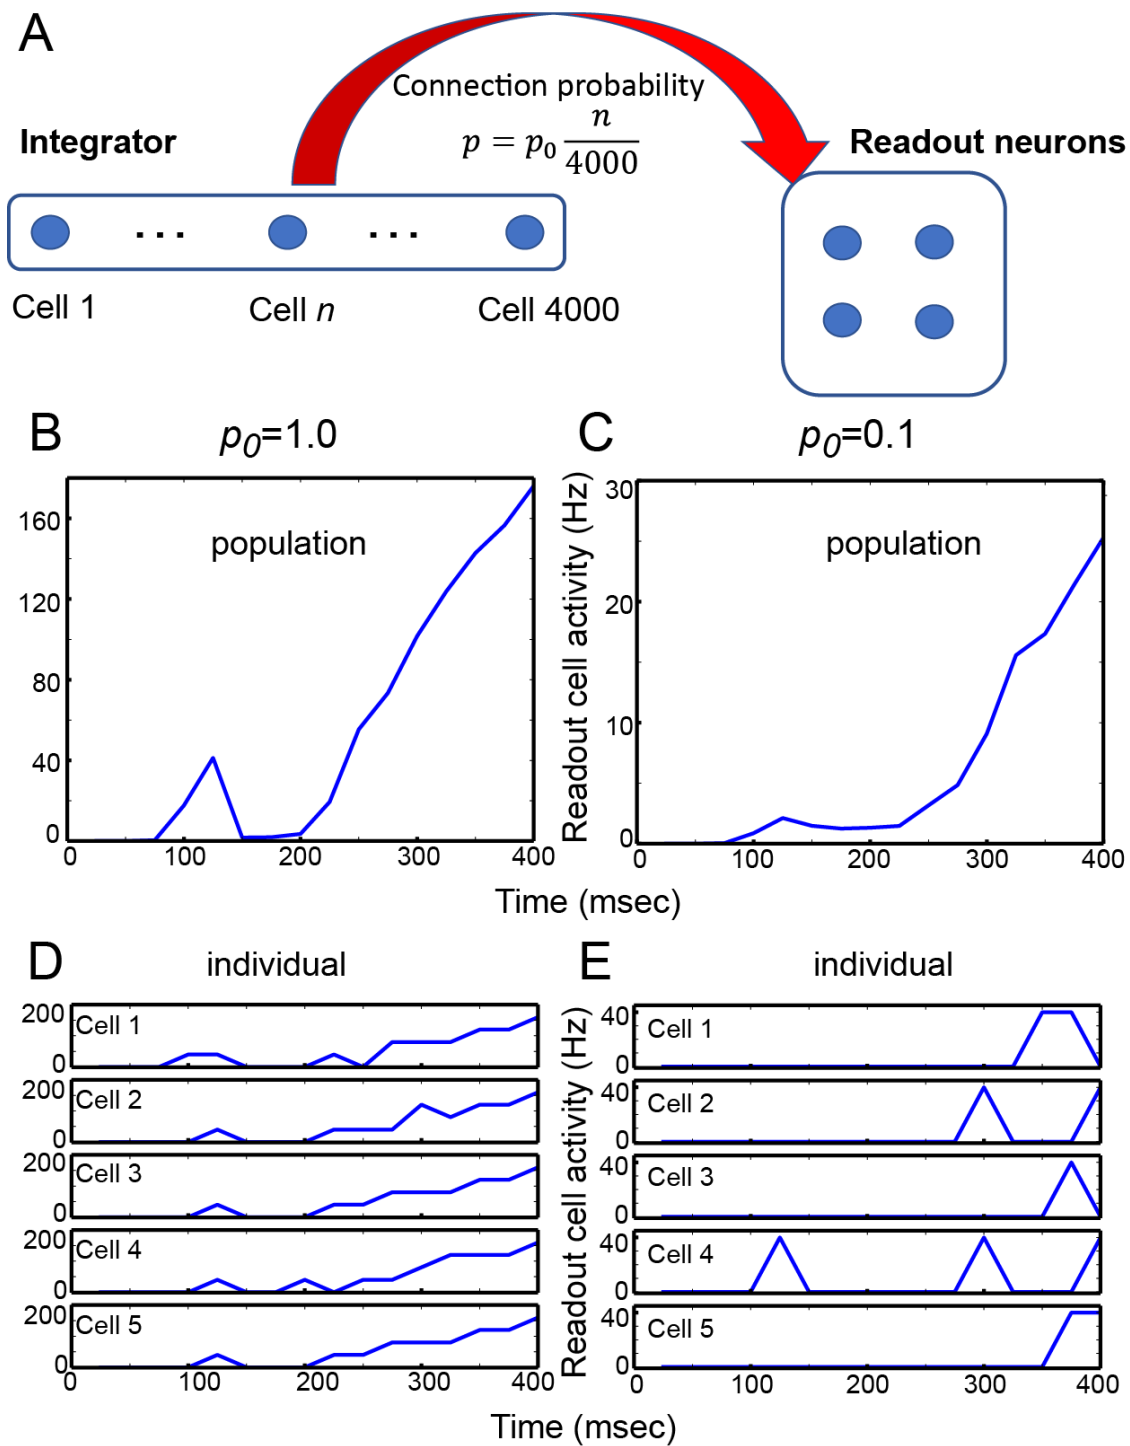 A
Connection probability
p = p₀ n/4000
Integrator
Readout neurons
... ...
Cell 1
Cell n
Cell 4000
B
p₀=1.0
C
p₀=0.1
160
120
80
40
0
population
0 100 200 300 400
Readout cell activity (Hz)
30
20
10
0
population
0 100 200 300 400
Time (msec)
D
individual
200
0
Cell 1
200
0
Cell 2
200
0
Cell 3
200
0
Cell 4
200
0
Cell 5
0 100 200 300 400
E
individual
Readout cell activity (Hz)
40
0
Cell 1
40
0
Cell 2
40
0
Cell 3
40
0
Cell 4
40
0
Cell 5
0 100 200 300 400
Time (msec)